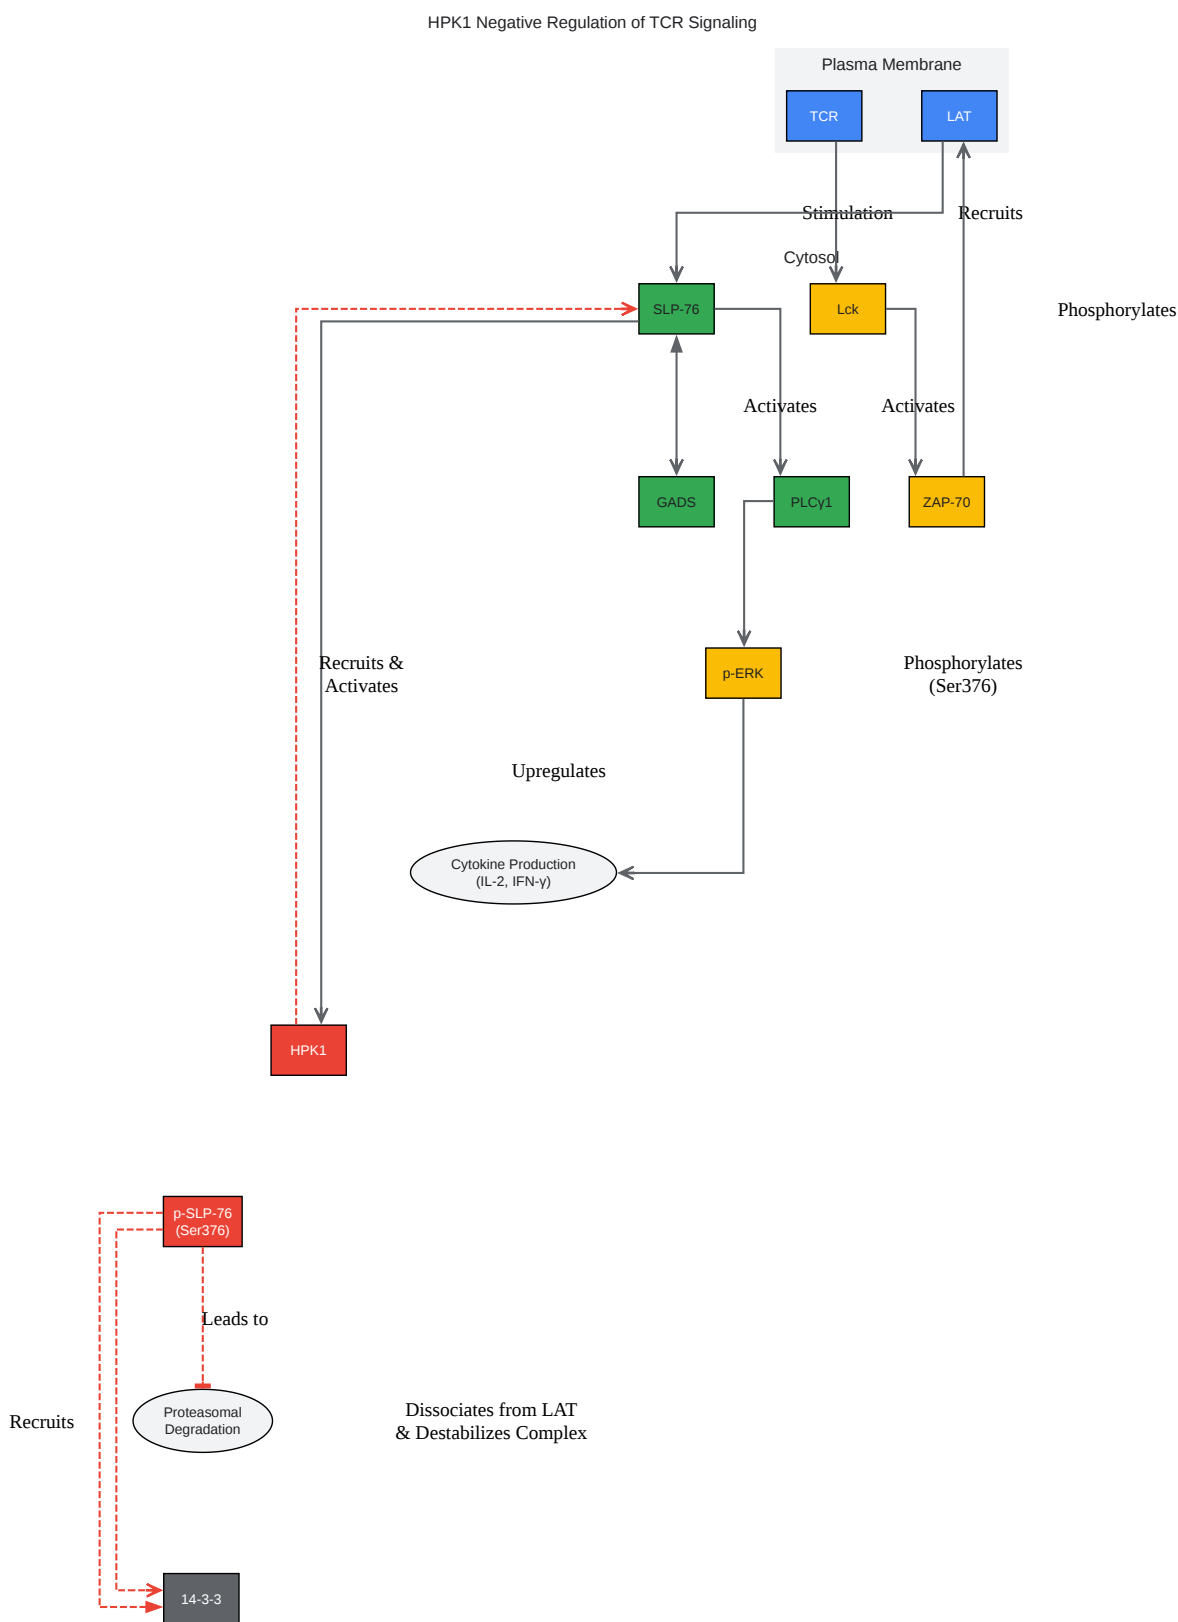 HPK1 Negative Regulation of TCR Signaling
Plasma Membrane
TCR
LAT
Stimulation
Recruits
Cytosol
SLP-76
Lck
Phosphorylates
Activates
Activates
GADS
PLCγ1
ZAP-70
Recruits &
Activates
p-ERK
Phosphorylates
(Ser376)
Upregulates
Cytokine Production
(IL-2, IFN-γ)
HPK1
p-SLP-76
(Ser376)
Leads to
Recruits
Proteasomal
Degradation
Dissociates from LAT
& Destabilizes Complex
14-3-3